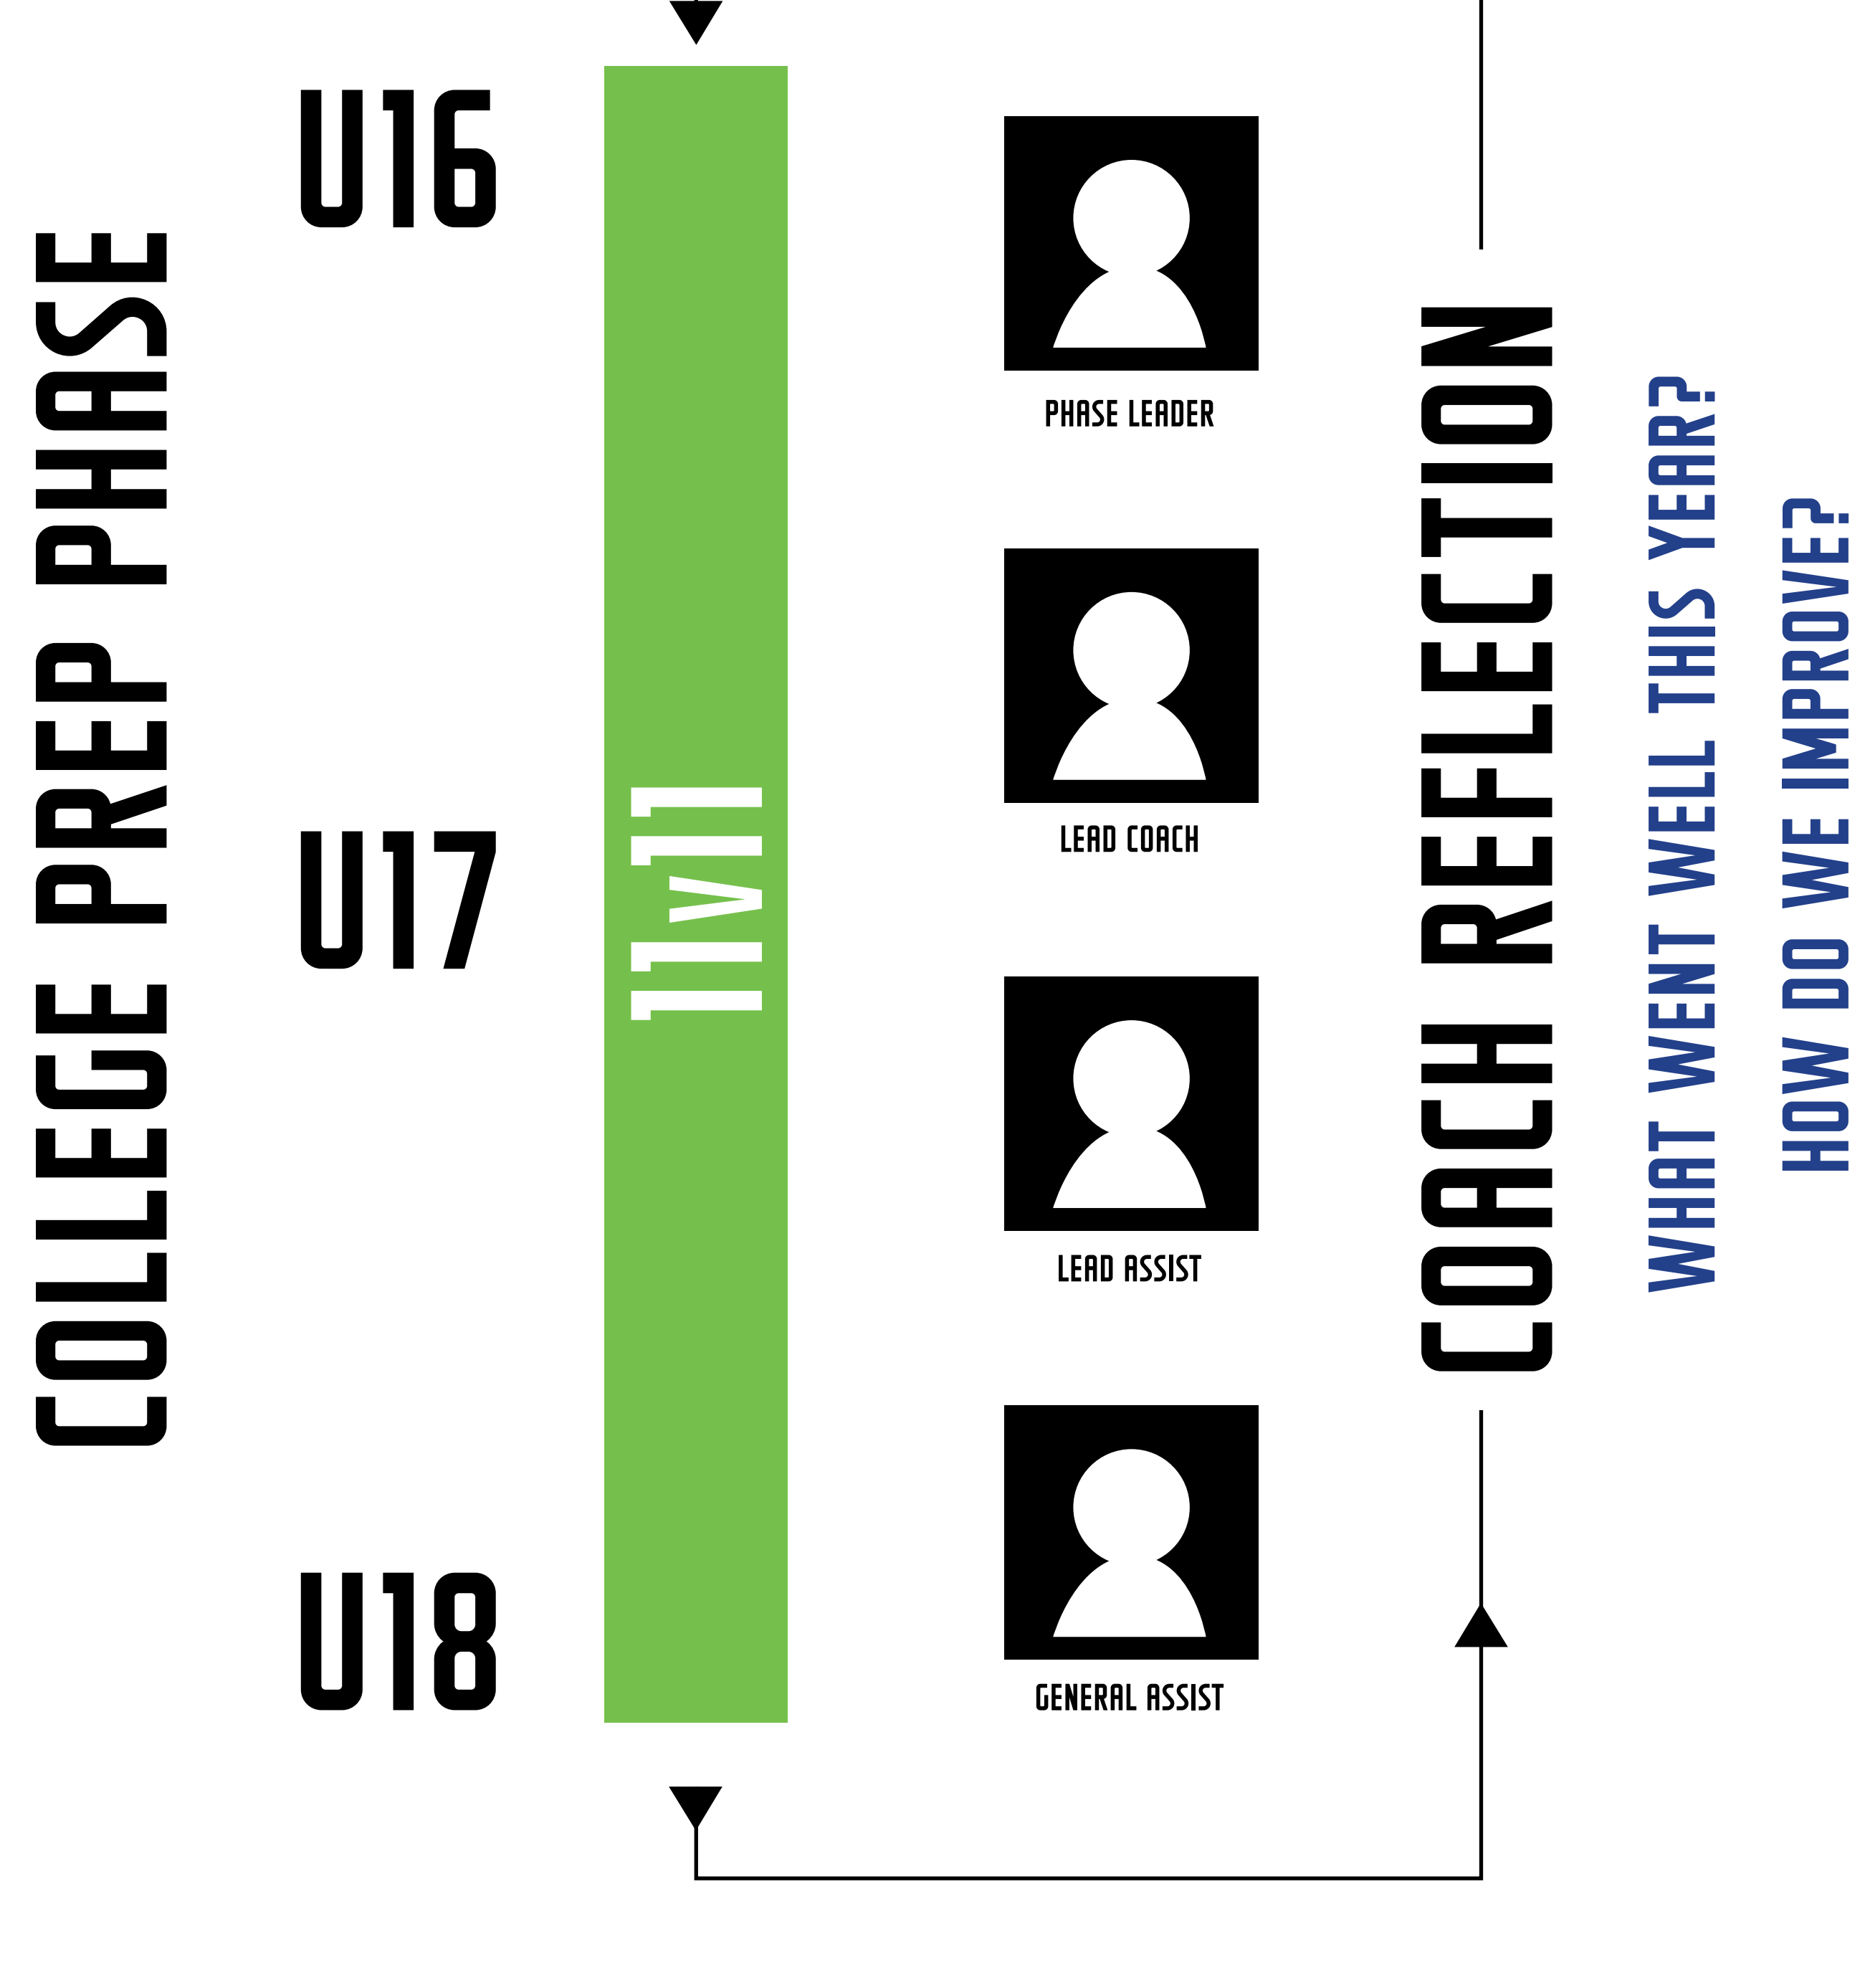 COLLEGE PREP PHASE
U16
U17
U18
11v11
PHASE LEADER
LEAD COACH
LEAD ASSIST
GENERAL ASSIST
COACH REFLECTION
WHAT WENT WELL THIS YEAR?
HOW DO WE IMPROVE?